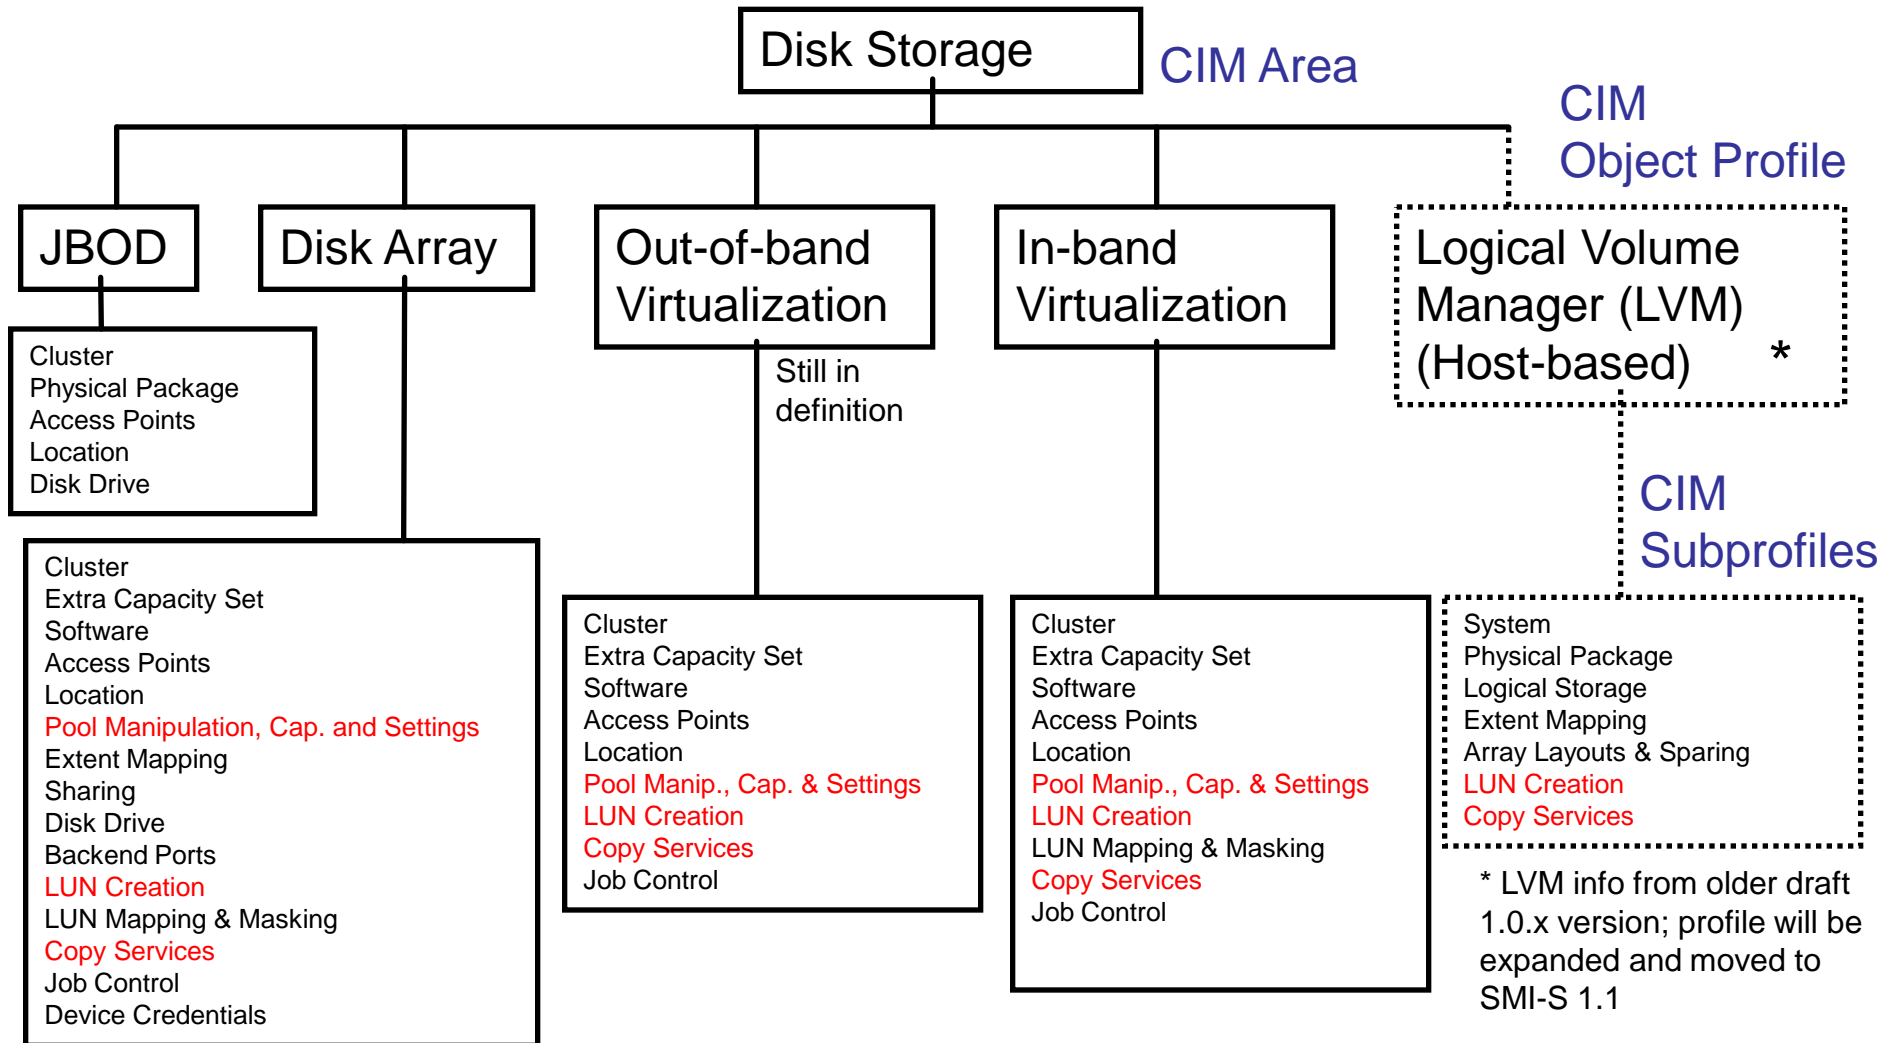 Disk Storage
CIM Area
CIM
Object Profile
JBOD
Disk Array
Out-of-band
Virtualization
In-band
Virtualization
Logical Volume
Manager (LVM)
(Host-based) *
Still in
definition
Cluster
Physical Package
Access Points
Location
Disk Drive
CIM
Subprofiles
Cluster
Extra Capacity Set
Software
Access Points
Location
Pool Manipulation, Cap. and Settings
Extent Mapping
Sharing
Disk Drive
Backend Ports
LUN Creation
LUN Mapping & Masking
Copy Services
Job Control
Device Credentials
Cluster
Extra Capacity Set
Software
Access Points
Location
Pool Manip., Cap. & Settings
LUN Creation
Copy Services
Job Control
Cluster
Extra Capacity Set
Software
Access Points
Location
Pool Manip., Cap. & Settings
LUN Creation
LUN Mapping & Masking
Copy Services
Job Control
System
Physical Package
Logical Storage
Extent Mapping
Array Layouts & Sparing
LUN Creation
Copy Services
* LVM info from older draft
1.0.x version; profile will be
expanded and moved to
SMI-S 1.1